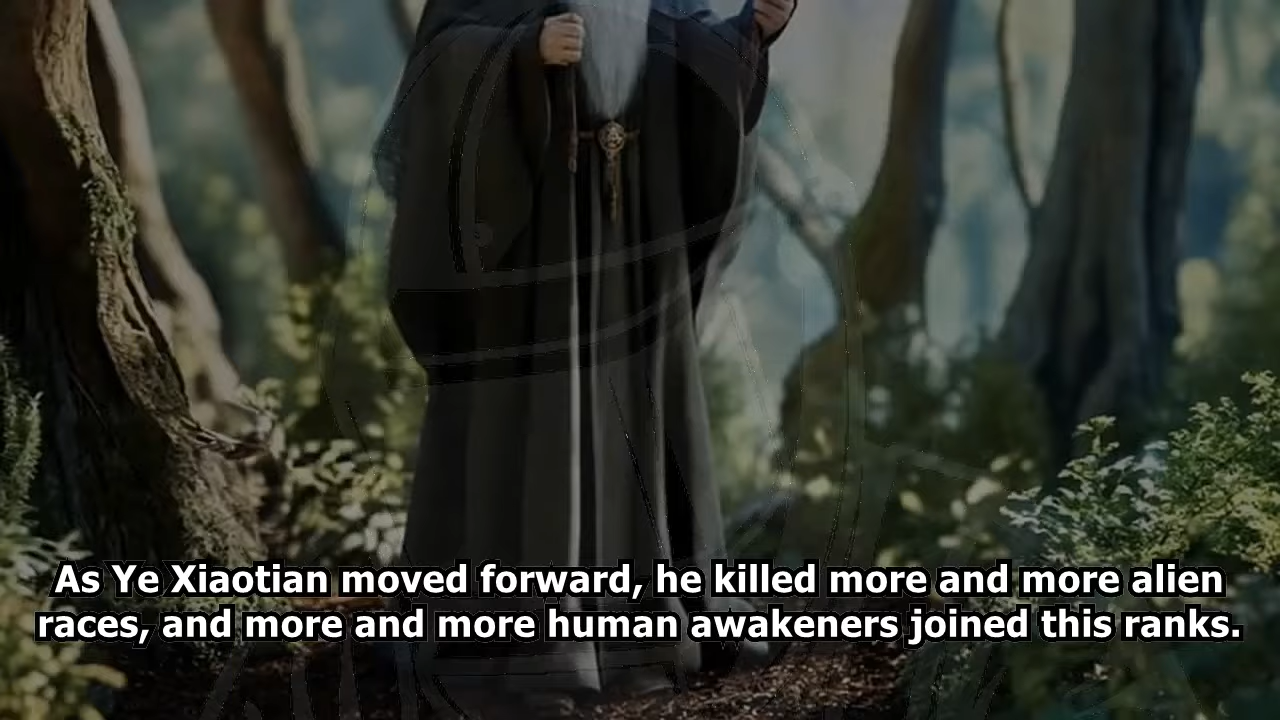 As Ye Xiaotian moved forward, he killed more and more alien
races, and more and more human awakeners joined this ranks.